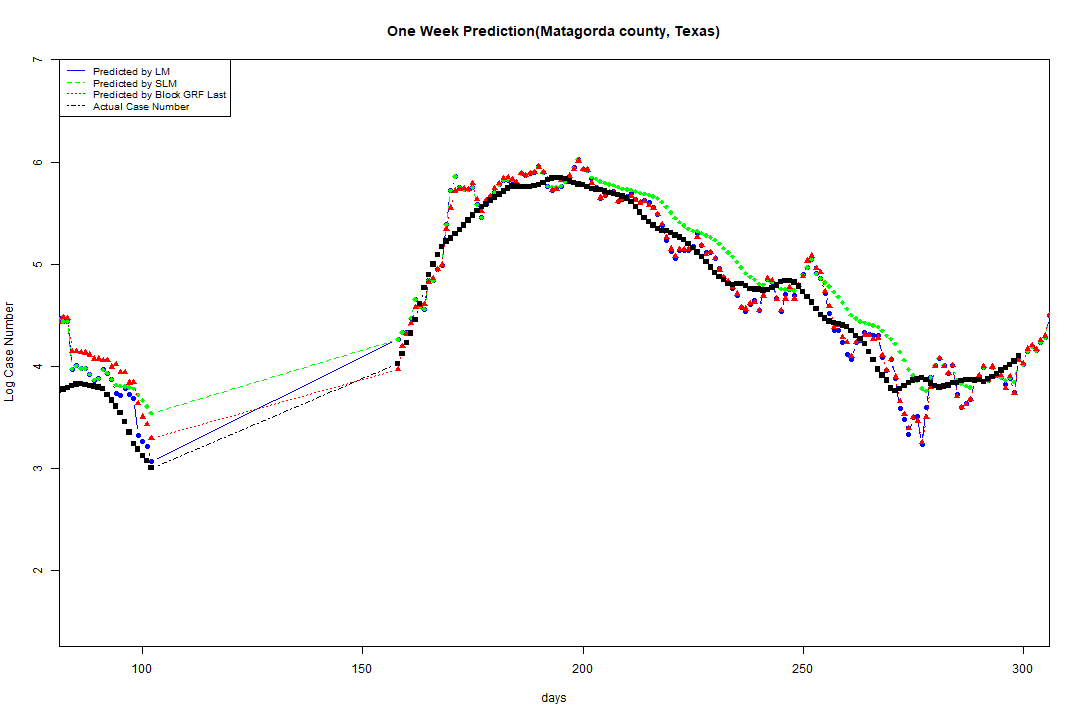 One Week Prediction(Matagorda county, Texas)
Predicted by LM
Predicted by SLM
Predicted by Block GRF Last
Actual Case Number
Log Case Number
7
6
5
4
3
2
100
150
200
250
300
days